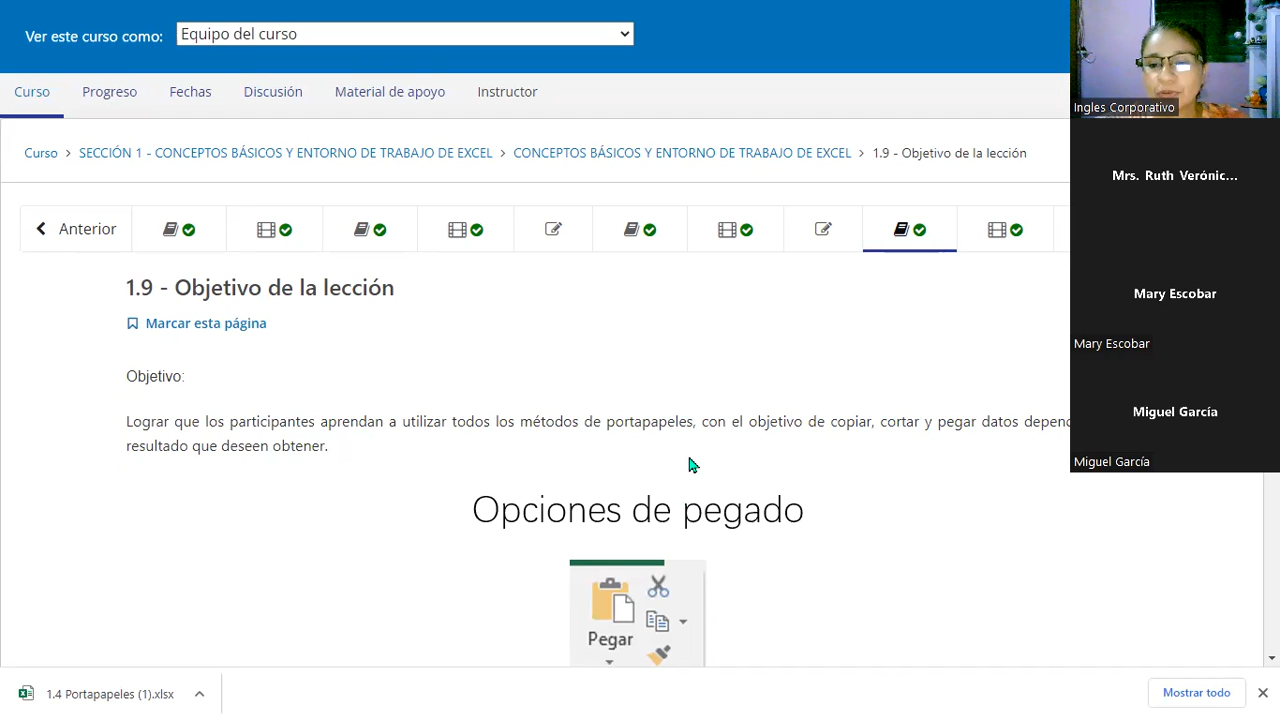 Ver este curso como: Equipo del curso
Curso Progreso Fechas Discusión Material de apoyo Instructor
Curso > SECCIÓN 1 - CONCEPTOS BÁSICOS Y ENTORNO DE TRABAJO DE EXCEL > CONCEPTOS BÁSICOS Y ENTORNO DE TRABAJO DE EXCEL > 1.9 - Objetivo de la lección
Anterior
1.9 - Objetivo de la lección
Marcar esta página
Objetivo:
Lograr que los participantes aprendan a utilizar todos los métodos de portapapeles, con el objetivo de copiar, cortar y pegar datos
resultado que deseen obtener.
Opciones de pegado
Pegar
1.4 Portapapeles (1).xlsx
Mostrar todo
Ingles Corporativo
Mrs. Ruth Verónic...
Mary Escobar
Mary Escobar
Miguel García
Miguel García